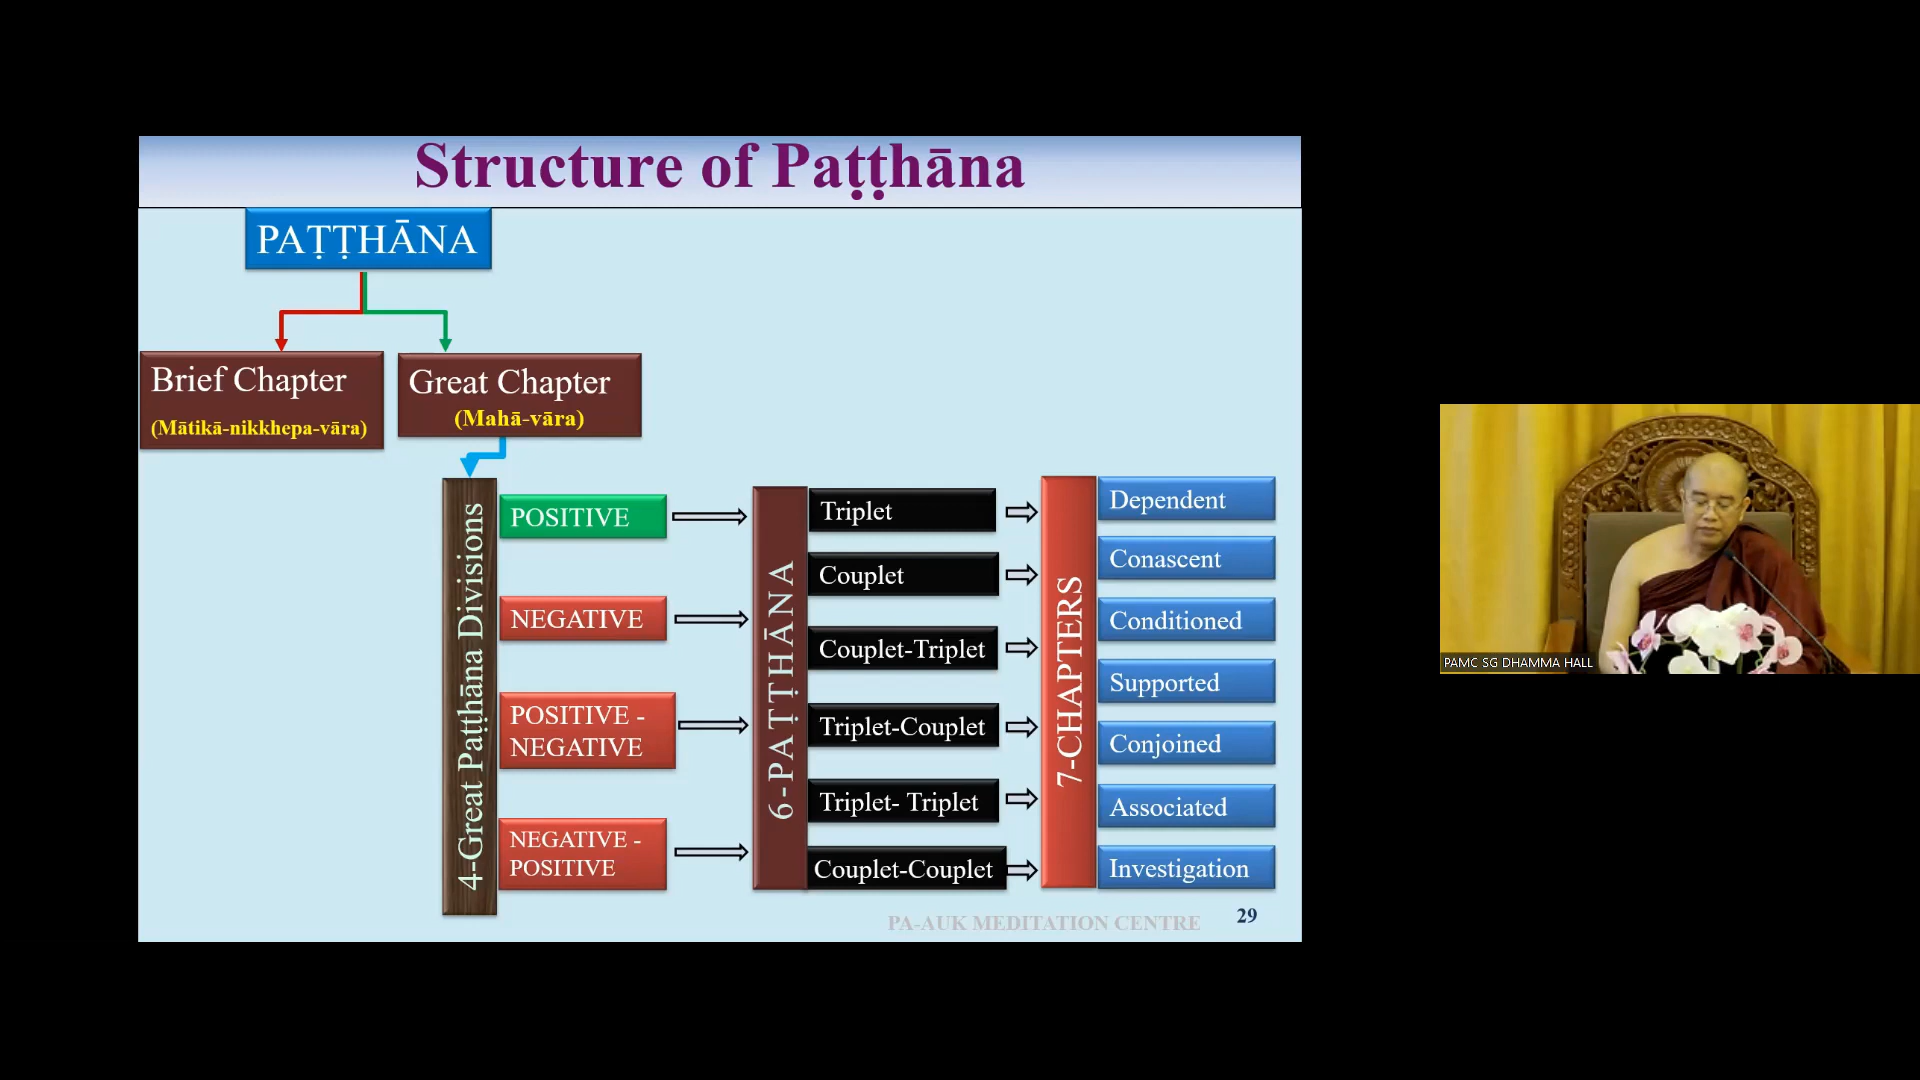 Structure of Paṭṭhāna
PAṬṬHĀNA
Brief Chapter
(Mātikā-nikkhepa-vāra)
Great Chapter
(Mahā-vāra)
4-Great Paṭṭhāna Divisions
POSITIVE
NEGATIVE
POSITIVE -
NEGATIVE
NEGATIVE -
POSITIVE
6-PAṬṬHĀNA
Triplet
Couplet
Couplet-Triplet
Triplet-Couplet
Triplet- Triplet
Couplet-Couplet
7-CHAPTERS
Dependent
Conascent
Conditioned
Supported
Conjoined
Associated
Investigation
PA-AUK MEDITATION CENTRE
29
PAMC SG DHAMMA HALL